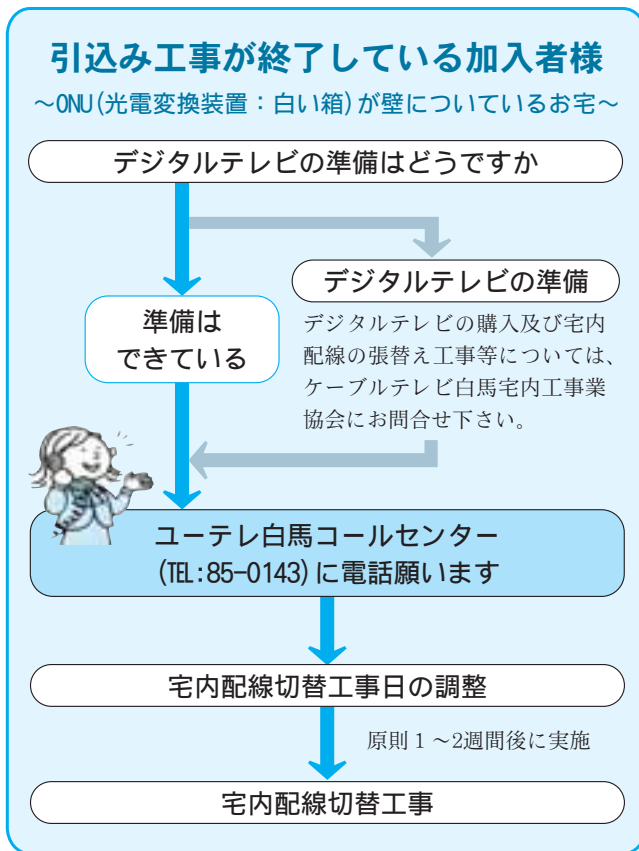 引込み工事が終了している加入者様
～ONU(光電変換装置：白い箱)が壁についているお宅～
デジタルテレビの準備はどうですか
準備は
できている
デジタルテレビの準備
デジタルテレビの購入及び宅内
配線の張替え工事等については、
ケーブルテレビ白馬宅内工事業
協会にお問合せ下さい。
ユーテレ白馬コールセンター
(TEL:85-0143)に電話願います
宅内配線切替工事日の調整
原則１～2週間後に実施
宅内配線切替工事